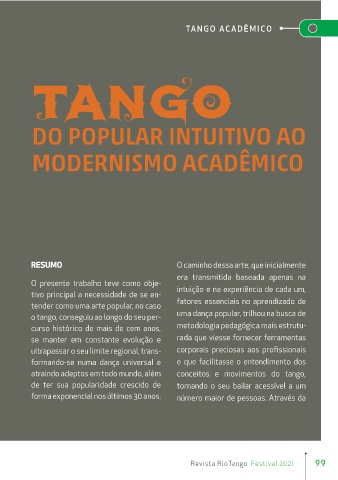 TANGO ACADÊMICO
TANGO
DO POPULAR INTUITIVO AO
MODERNISMO ACADÊMICO
RESUMO
O presente trabalho teve como obje-
tivo principal a necessidade de se en-
tender como uma arte popular, no caso
o tango, conseguiu ao longo do seu per-
curso histórico de mais de cem anos,
se manter em constante evolução e
ultrapassar o seu limite regional, trans-
formando-se numa dança universal e
atraindo adeptos em todo mundo, além
de ter sua popularidade crescido de
forma exponencial nos últimos 30 anos.
O caminho dessa arte, que inicialmente
era transmitida baseada apenas na
intuição e na experiência de cada um,
fatores essenciais no aprendizado de
uma dança popular, trilhou na busca de
metodologia pedagógica mais estrutu-
rada que viesse fornecer ferramentas
corporais preciosas aos profissionais
e que facilitasse o entendimento dos
conceitos e movimentos do tango,
tornando o seu bailar acessível a um
número maior de pessoas. Através da
Revista RioTango Festival 2021 99